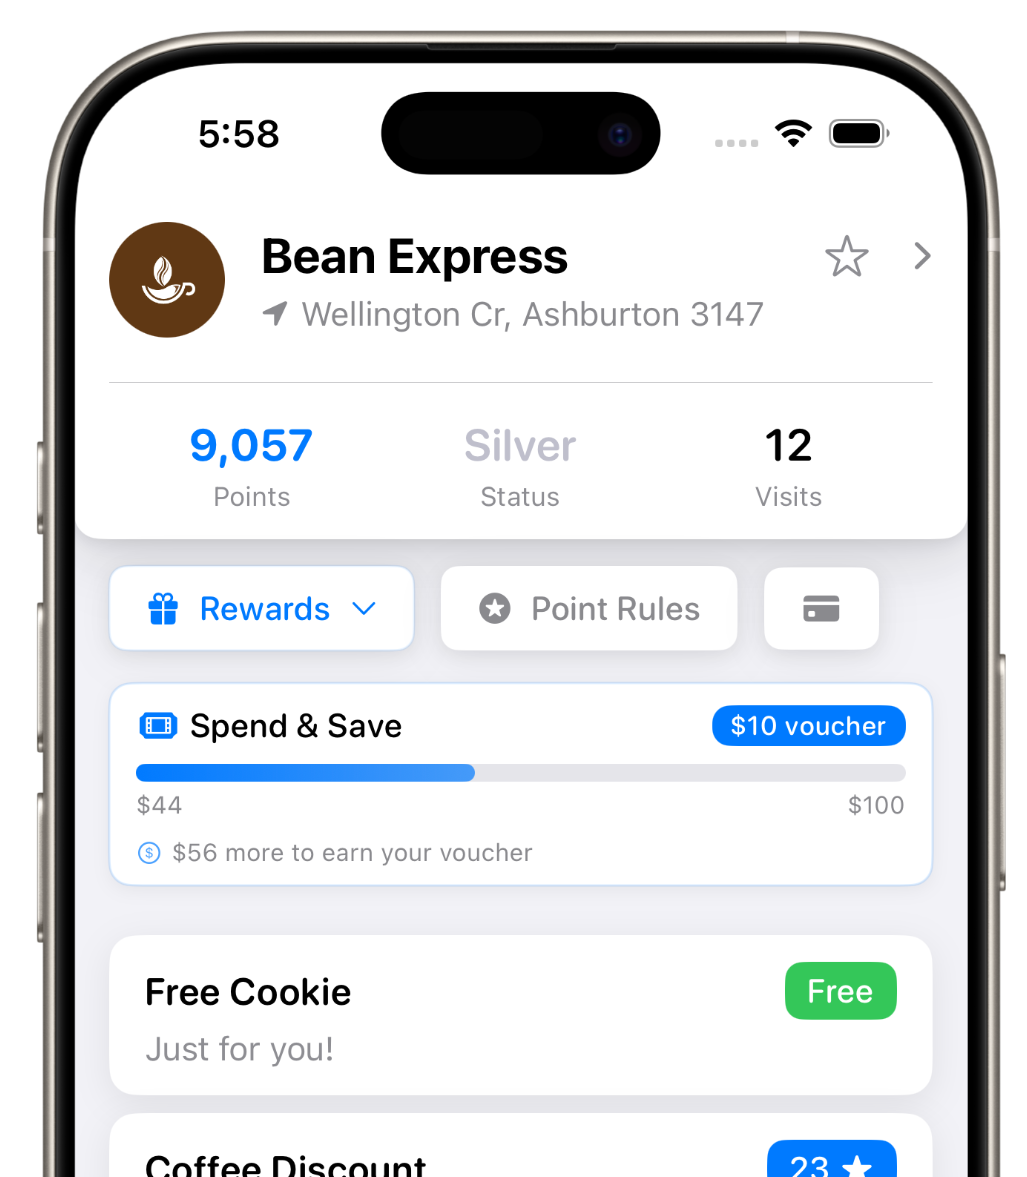 5:58
Bean Express
Wellington Cr, Ashburton 3147
9,057 Silver 12
Points Status Visits
Rewards Point Rules
Spend & Save $10 voucher
$44 $100
$ $56 more to earn your voucher
Free Cookie Free
Just for you!
Coffee Discount 23